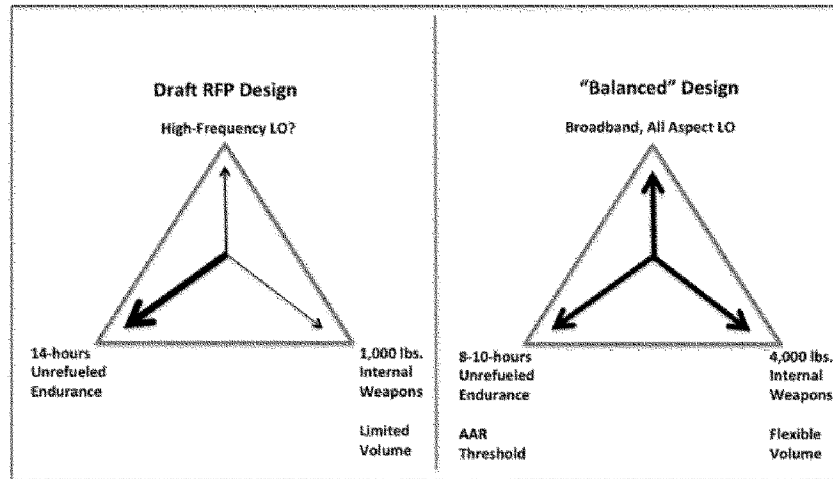 Draft RFP Design
High-Frequency LO?
14-hours
Unrefueled
Endurance
1,000 lbs.
Internal
Weapons
Limited
Volume
"Balanced" Design
Broadband, All Aspect LO
8-10-hours
Unrefueled
Endurance
AAR
Threshold
4,000 lbs.
Internal
Weapons
Flexible
Volume